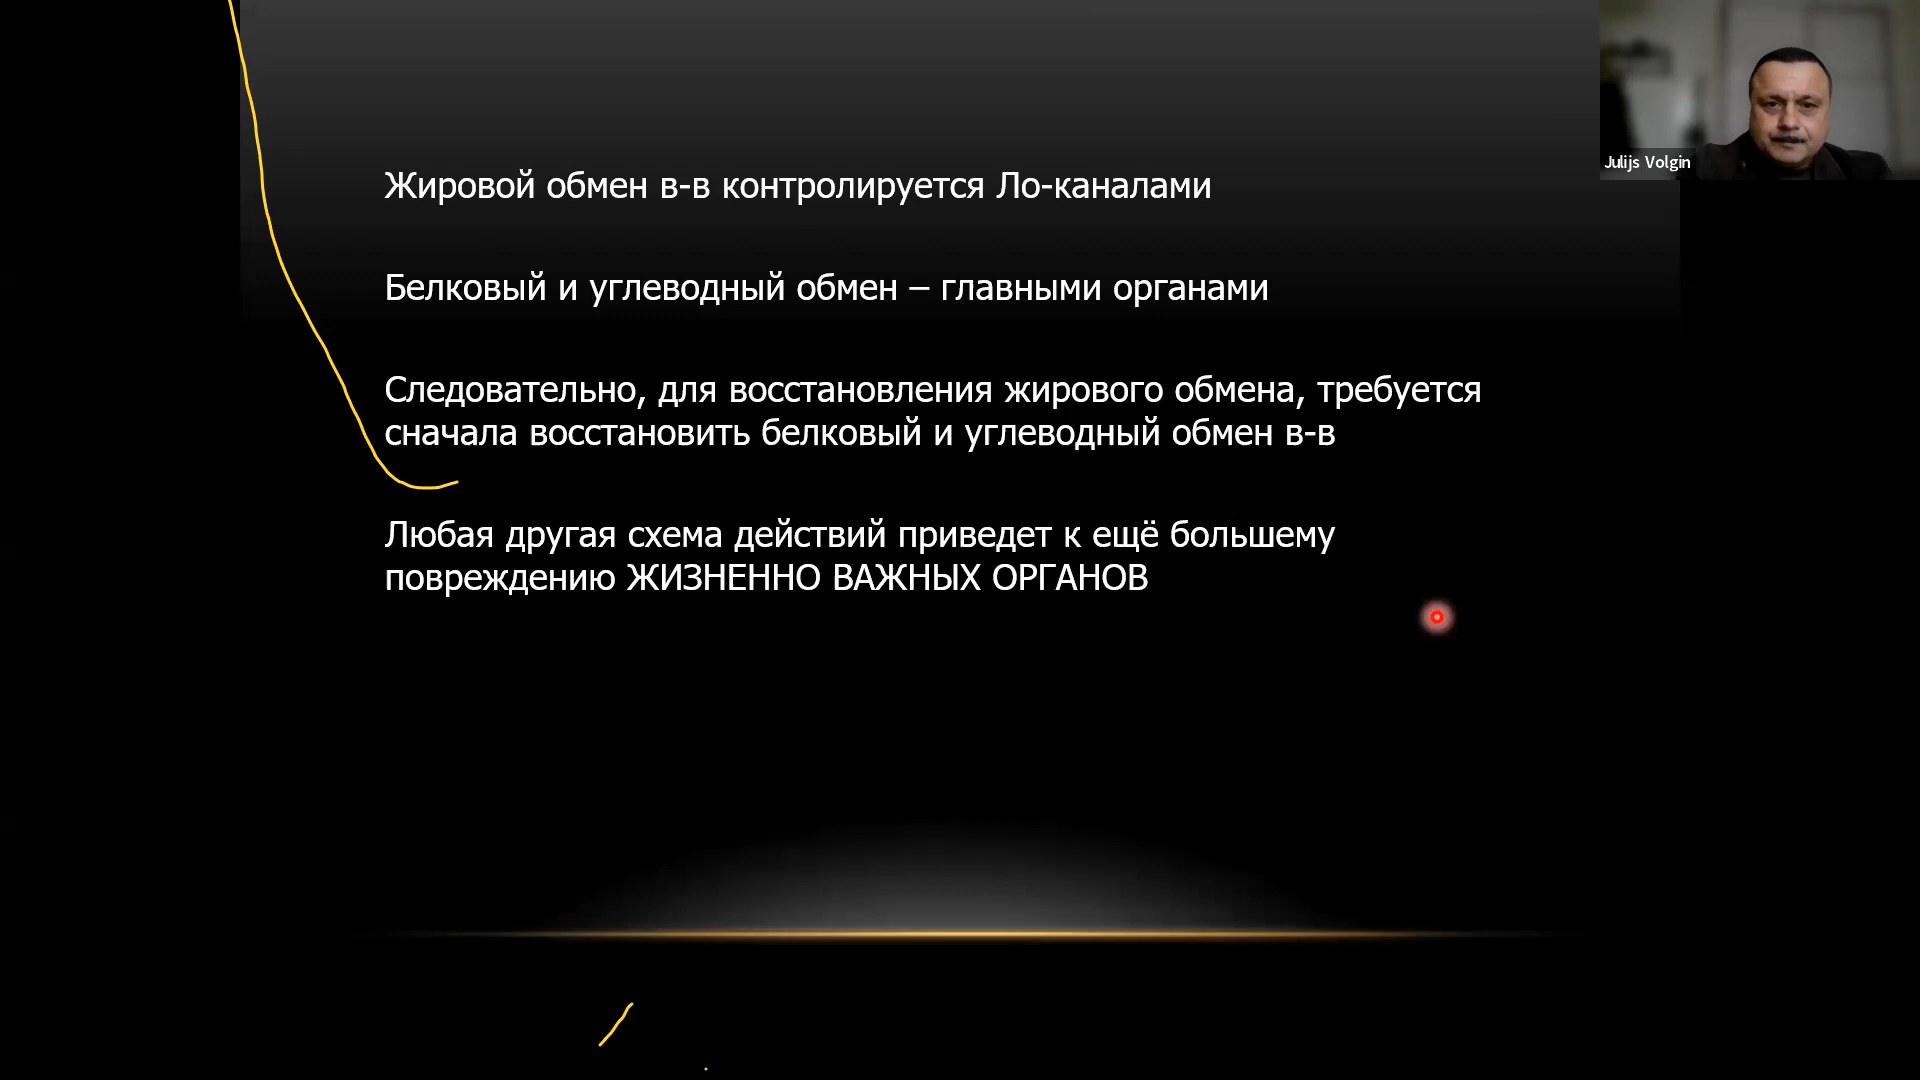 Жировой обмен в-в контролируется Ло-каналами
Белковый и углеводный обмен – главными органами
Следовательно, для восстановления жирового обмена, требуется
сначала восстановить белковый и углеводный обмен в-в
Любая другая схема действий приведет к ещё большему
повреждению ЖИЗНЕННО ВАЖНЫХ ОРГАНОВ
Julijs Volgin